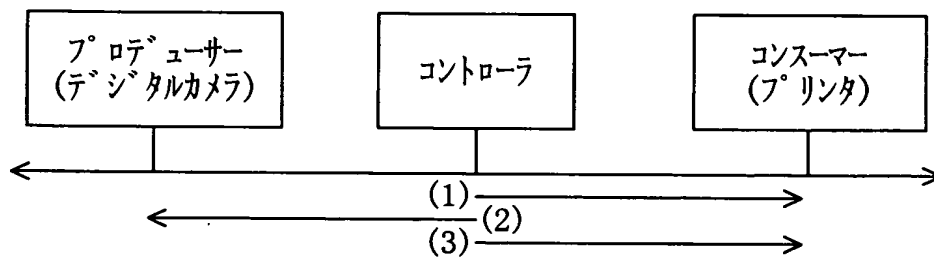 プロデューサー
(デジタルカメラ)
コントローラ
コンスーマー
(プリンタ)
(1)
(2)
(3)